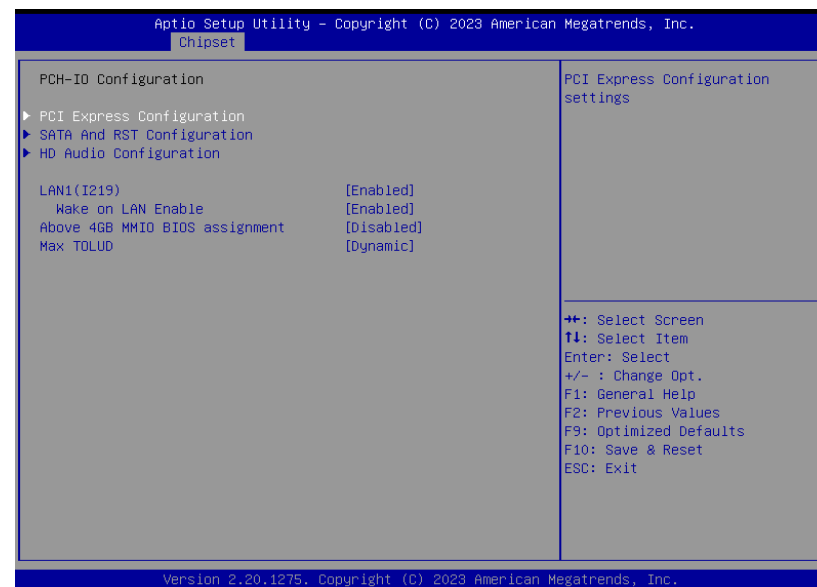 Aptio Setup Utility – Copyright (C) 2023 American Megatrends, Inc.
Chipset
PCH-IO Configuration
PCI Express Configuration
SATA And RST Configuration
HD Audio Configuration
LAN1(I219) [Enabled]
Wake on LAN Enable [Enabled]
Above 4GB MMIO BIOS assignment [Disabled]
Max TOLUD [Dynamic]
PCI Express Configuration
settings
→←: Select Screen
↑↓: Select Item
Enter: Select
+/- : Change Opt.
F1: General Help
F2: Previous Values
F9: Optimized Defaults
F10: Save & Reset
ESC: Exit
Version 2.20.1275. Copyright (C) 2023 American Megatrends, Inc.